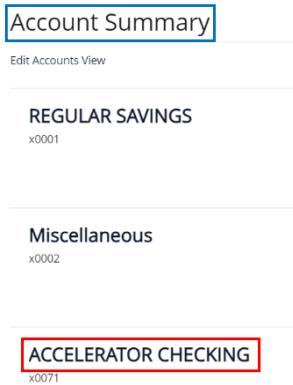 Account Summary
Edit Accounts View
REGULAR SAVINGS
x0001
Miscellaneous
x0002
ACCELERATOR CHECKING
x0071